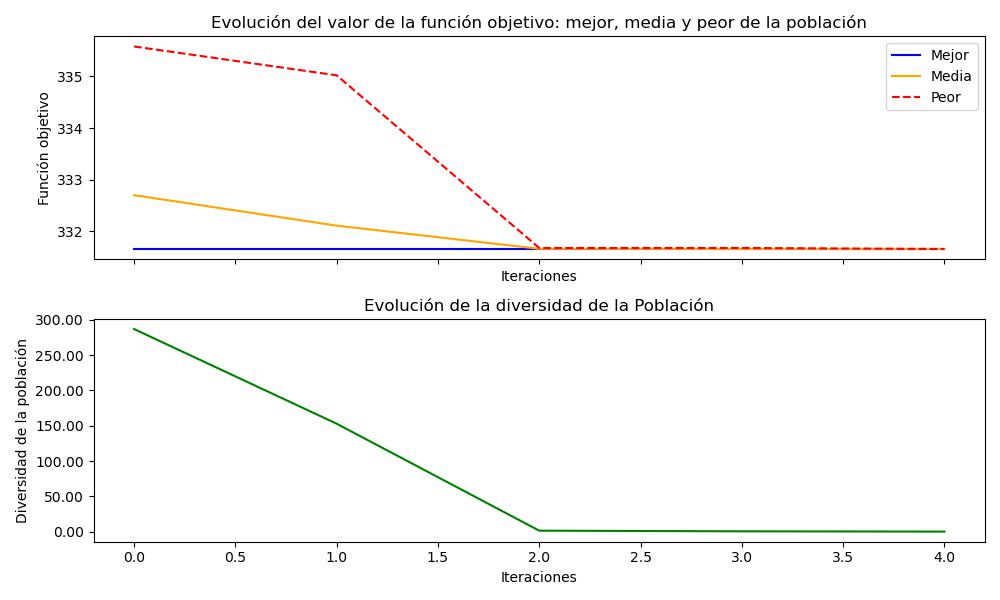 Evolución del valor de la función objetivo: mejor, media y peor de la población
Función objetivo
335
334
333
332
Mejor
Media
Peor
Iteraciones
Evolución de la diversidad de la Población
Diversidad de la población
300.00
250.00
200.00
150.00
100.00
50.00
0.00
0.0 0.5 1.0 1.5 2.0 2.5 3.0 3.5 4.0
Iteraciones